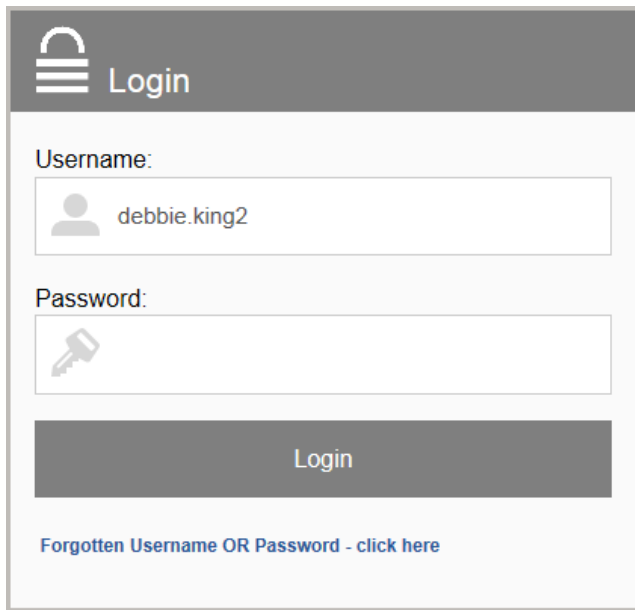 Login
Username:
debbie.king2
Password:
Login
Forgotten Username OR Password - click here